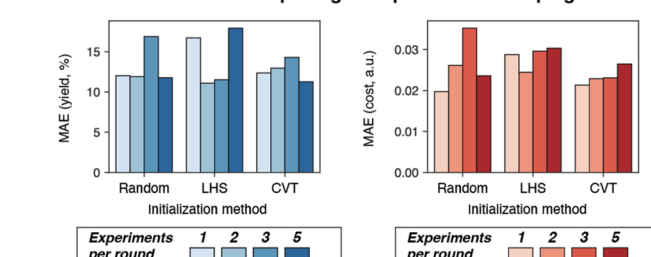 MAE (yield, %)
15
10
5
0
Random LHS CVT
Initialization method
Experiments 1 2 3 5
per round
MAE (cost, a.u.)
0.03
0.02
0.01
0.00
Random LHS CVT
Initialization method
Experiments 1 2 3 5
per round